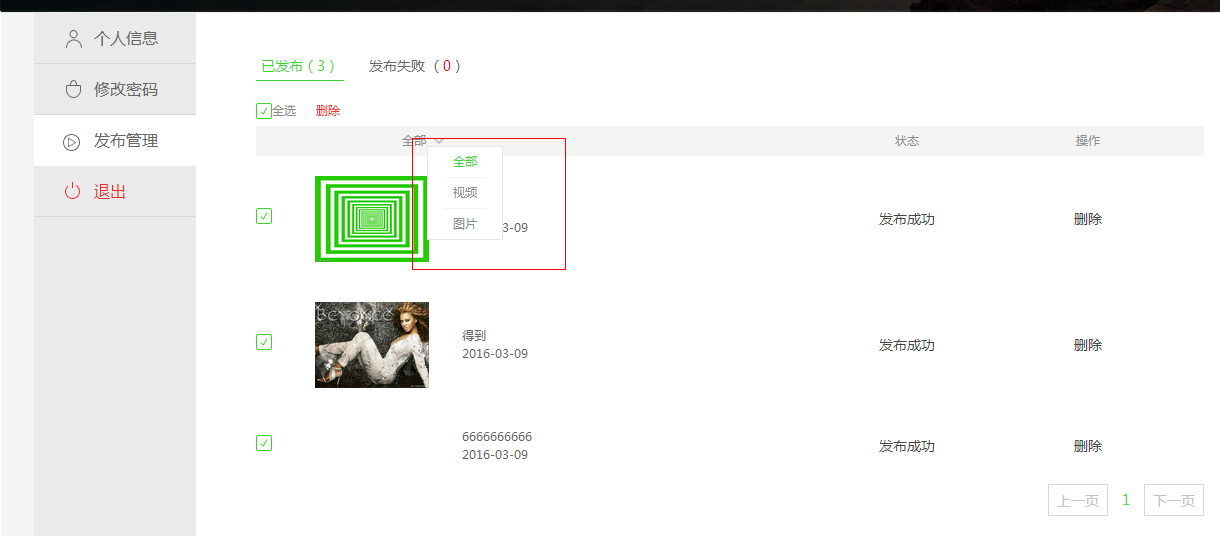 个人信息
修改密码
发布管理
退出
已发布（3） 发布失败 （0）
全选 删除
全部 状态 操作
全部
视频
图片
3-09 发布成功 删除
BEYONCE
得到
2016-03-09
发布成功 删除
6666666666
2016-03-09
发布成功 删除
上一页 1 下一页